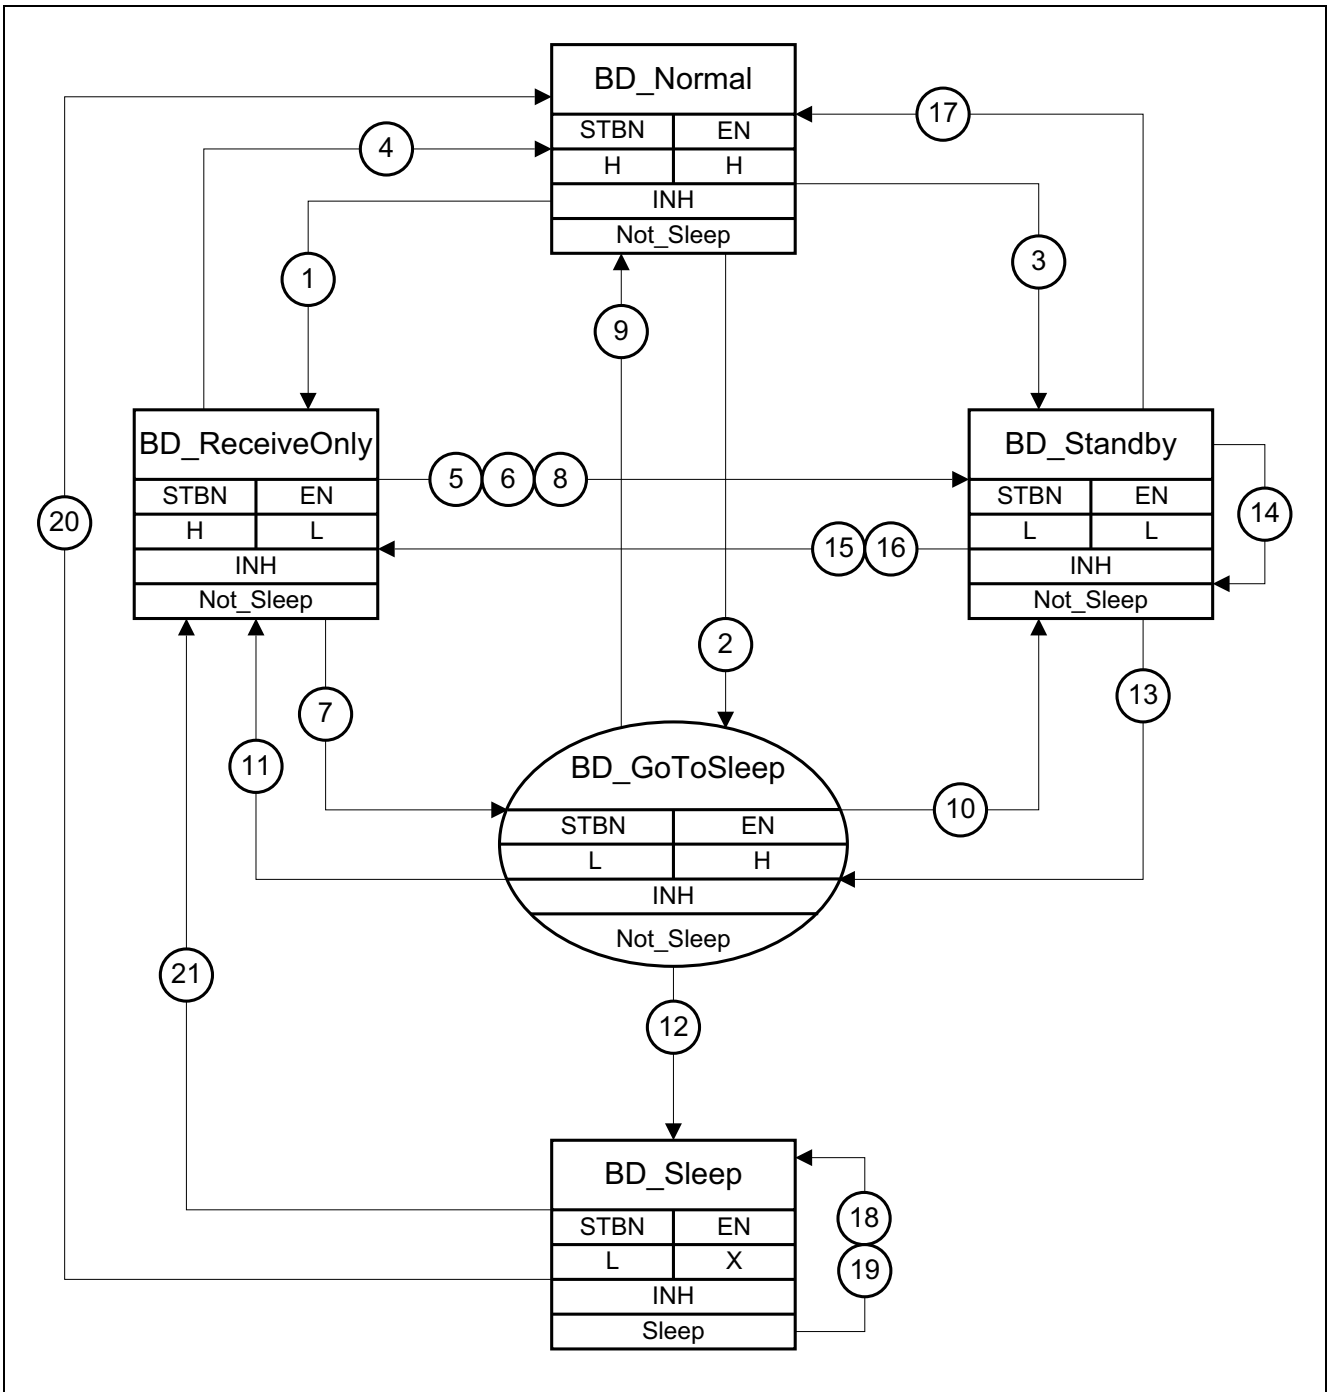 BD_Normal
STBN EN
H H
INH
Not_Sleep
17
4
3
1
9
BD_ReceiveOnly
STBN EN
H L
INH
Not_Sleep
5 6 8
BD_Standby
STBN EN
L L
INH
Not_Sleep
14
20
15 16
2
13
7
11
BD_GoToSleep
STBN EN
L H
INH
Not_Sleep
10
21
12
BD_Sleep
STBN EN
L X
INH
Sleep
18
19